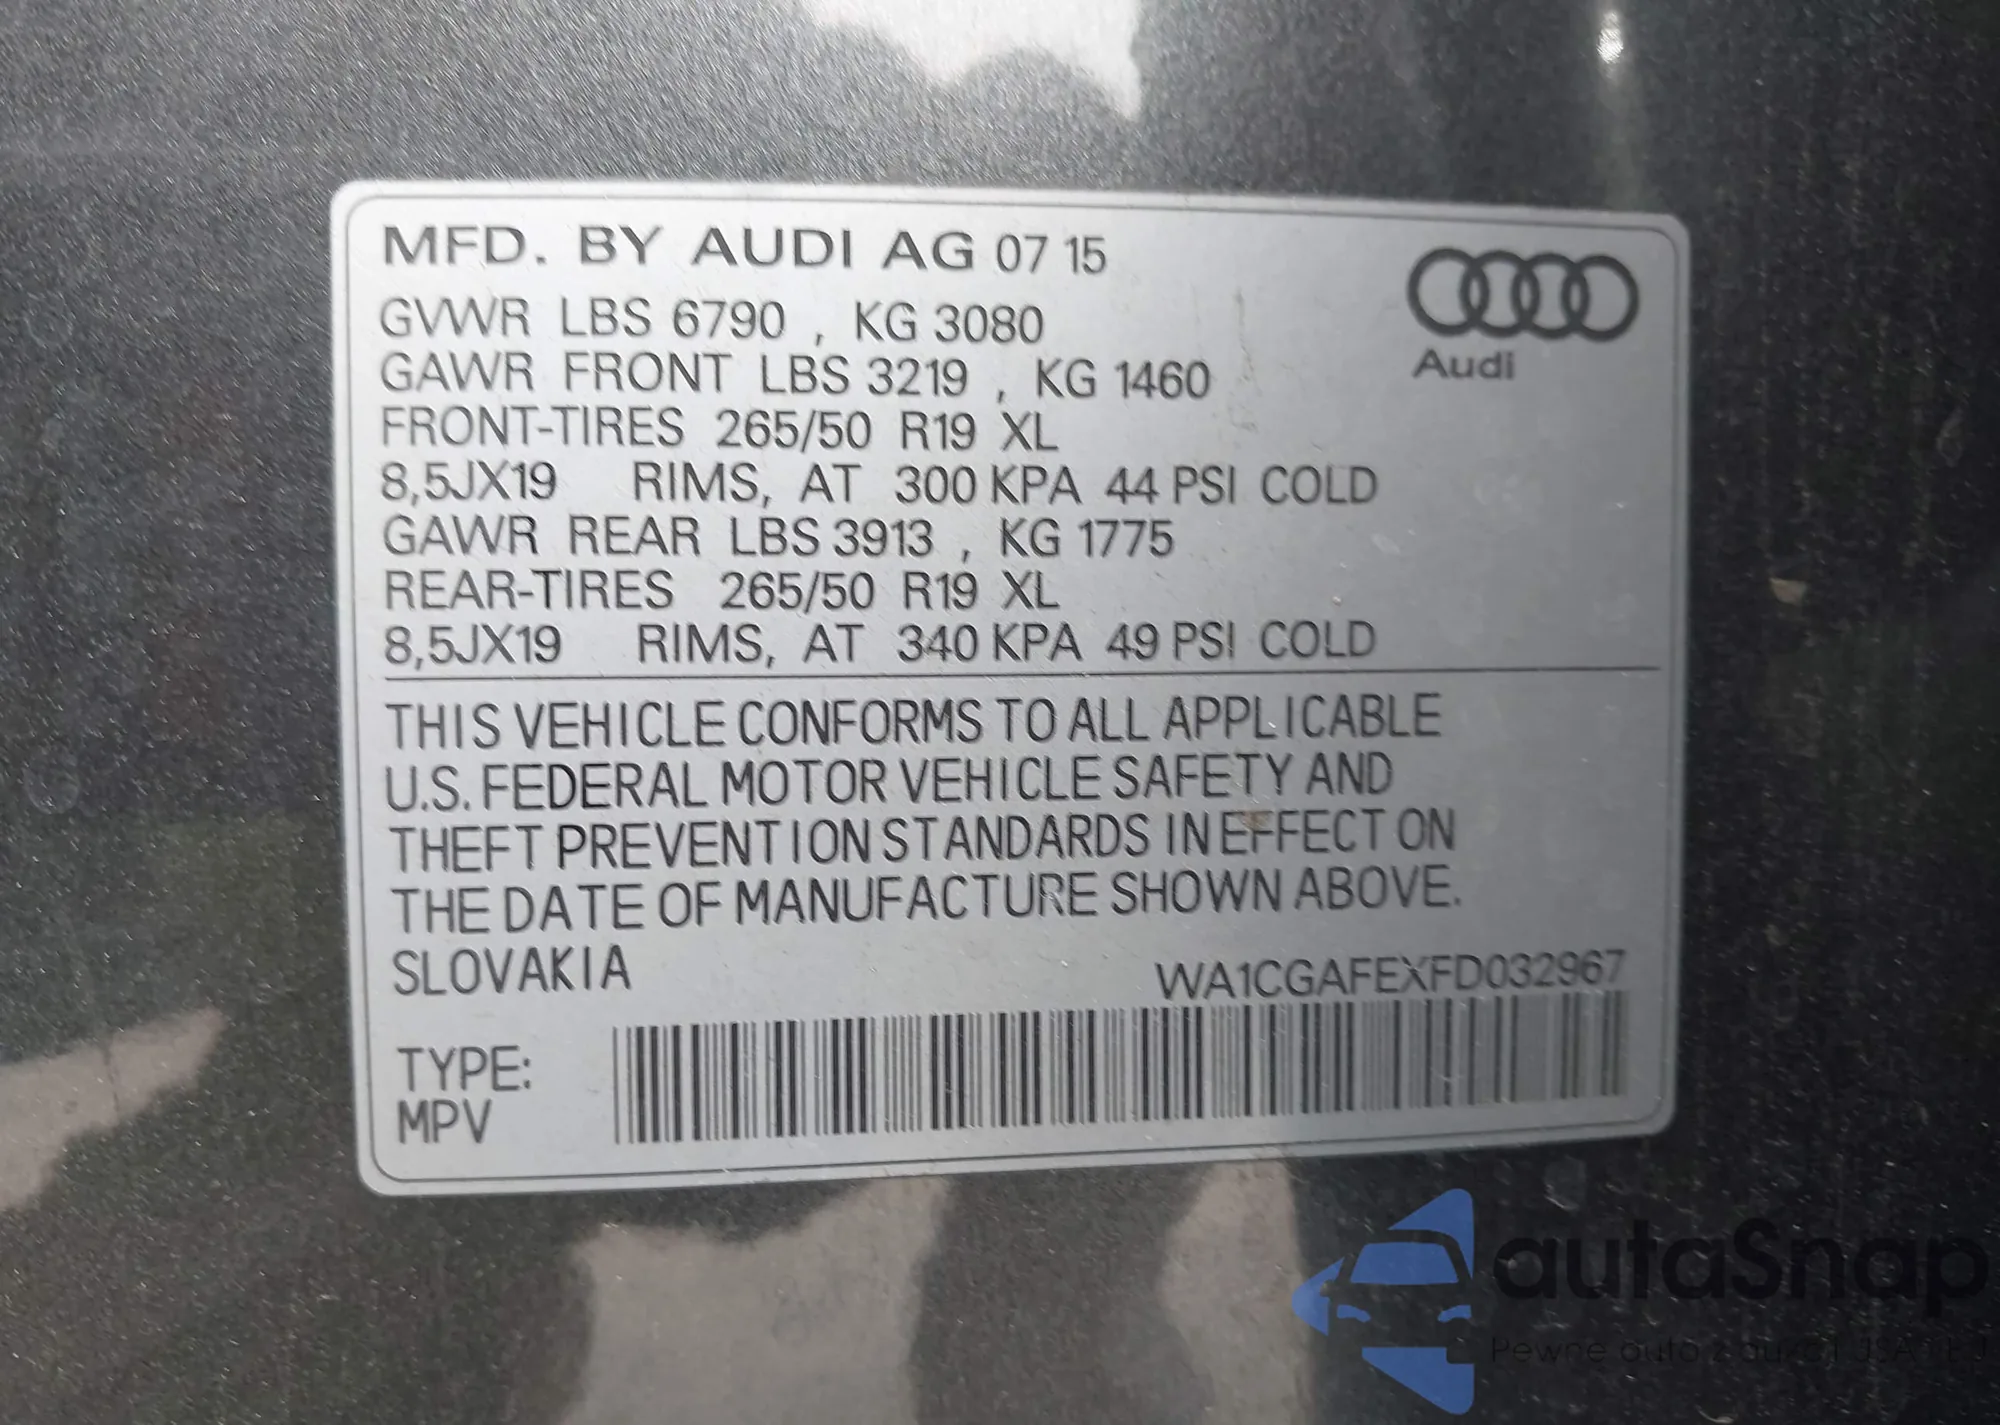 MFD. BY AUDI AG 07 15
GVWR LBS 6790 , KG 3080
GAWR FRONT LBS 3219 , KG 1460
FRONT-TIRES 265/50 R19 XL
8,5JX19 RIMS, AT 300 KPA 44 PSI COLD
GAWR REAR LBS 3913 , KG 1775
REAR-TIRES 265/50 R19 XL
8,5JX19 RIMS, AT 340 KPA 49 PSI COLD
Audi
THIS VEHICLE CONFORMS TO ALL APPLICABLE
U.S. FEDERAL MOTOR VEHICLE SAFETY AND
THEFT PREVENTION STANDARDS IN EFFECT ON
THE DATE OF MANUFACTURE SHOWN ABOVE.
SLOVAKIA
WA1CGAFEXFD032967
TYPE:
MPV
autaSnap
Pewne auto z